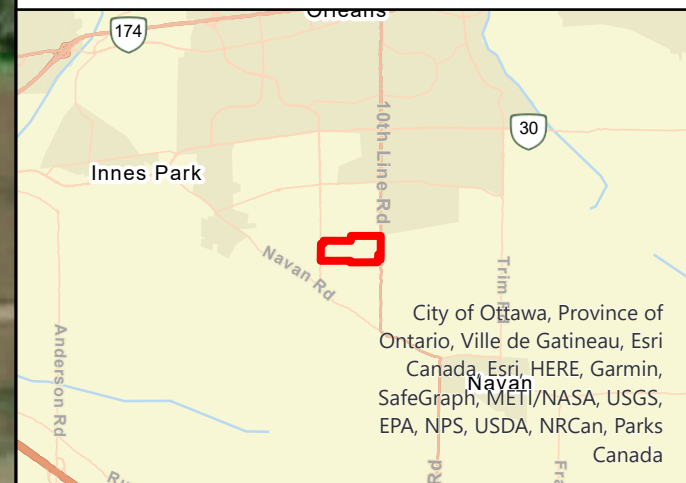 Orleans
174
10th Line Rd
30
Innes Park
Navan Rd
Trim Rd
Anderson Rd
City of Ottawa, Province of
Ontario, Ville de Gatineau, Esri
Canada, Esri, HERE, Garmin,
SafeGraph, METI/NASA, USGS,
EPA, NPS, USDA, NRCan, Parks
Canada
Navan
Rd
Fra